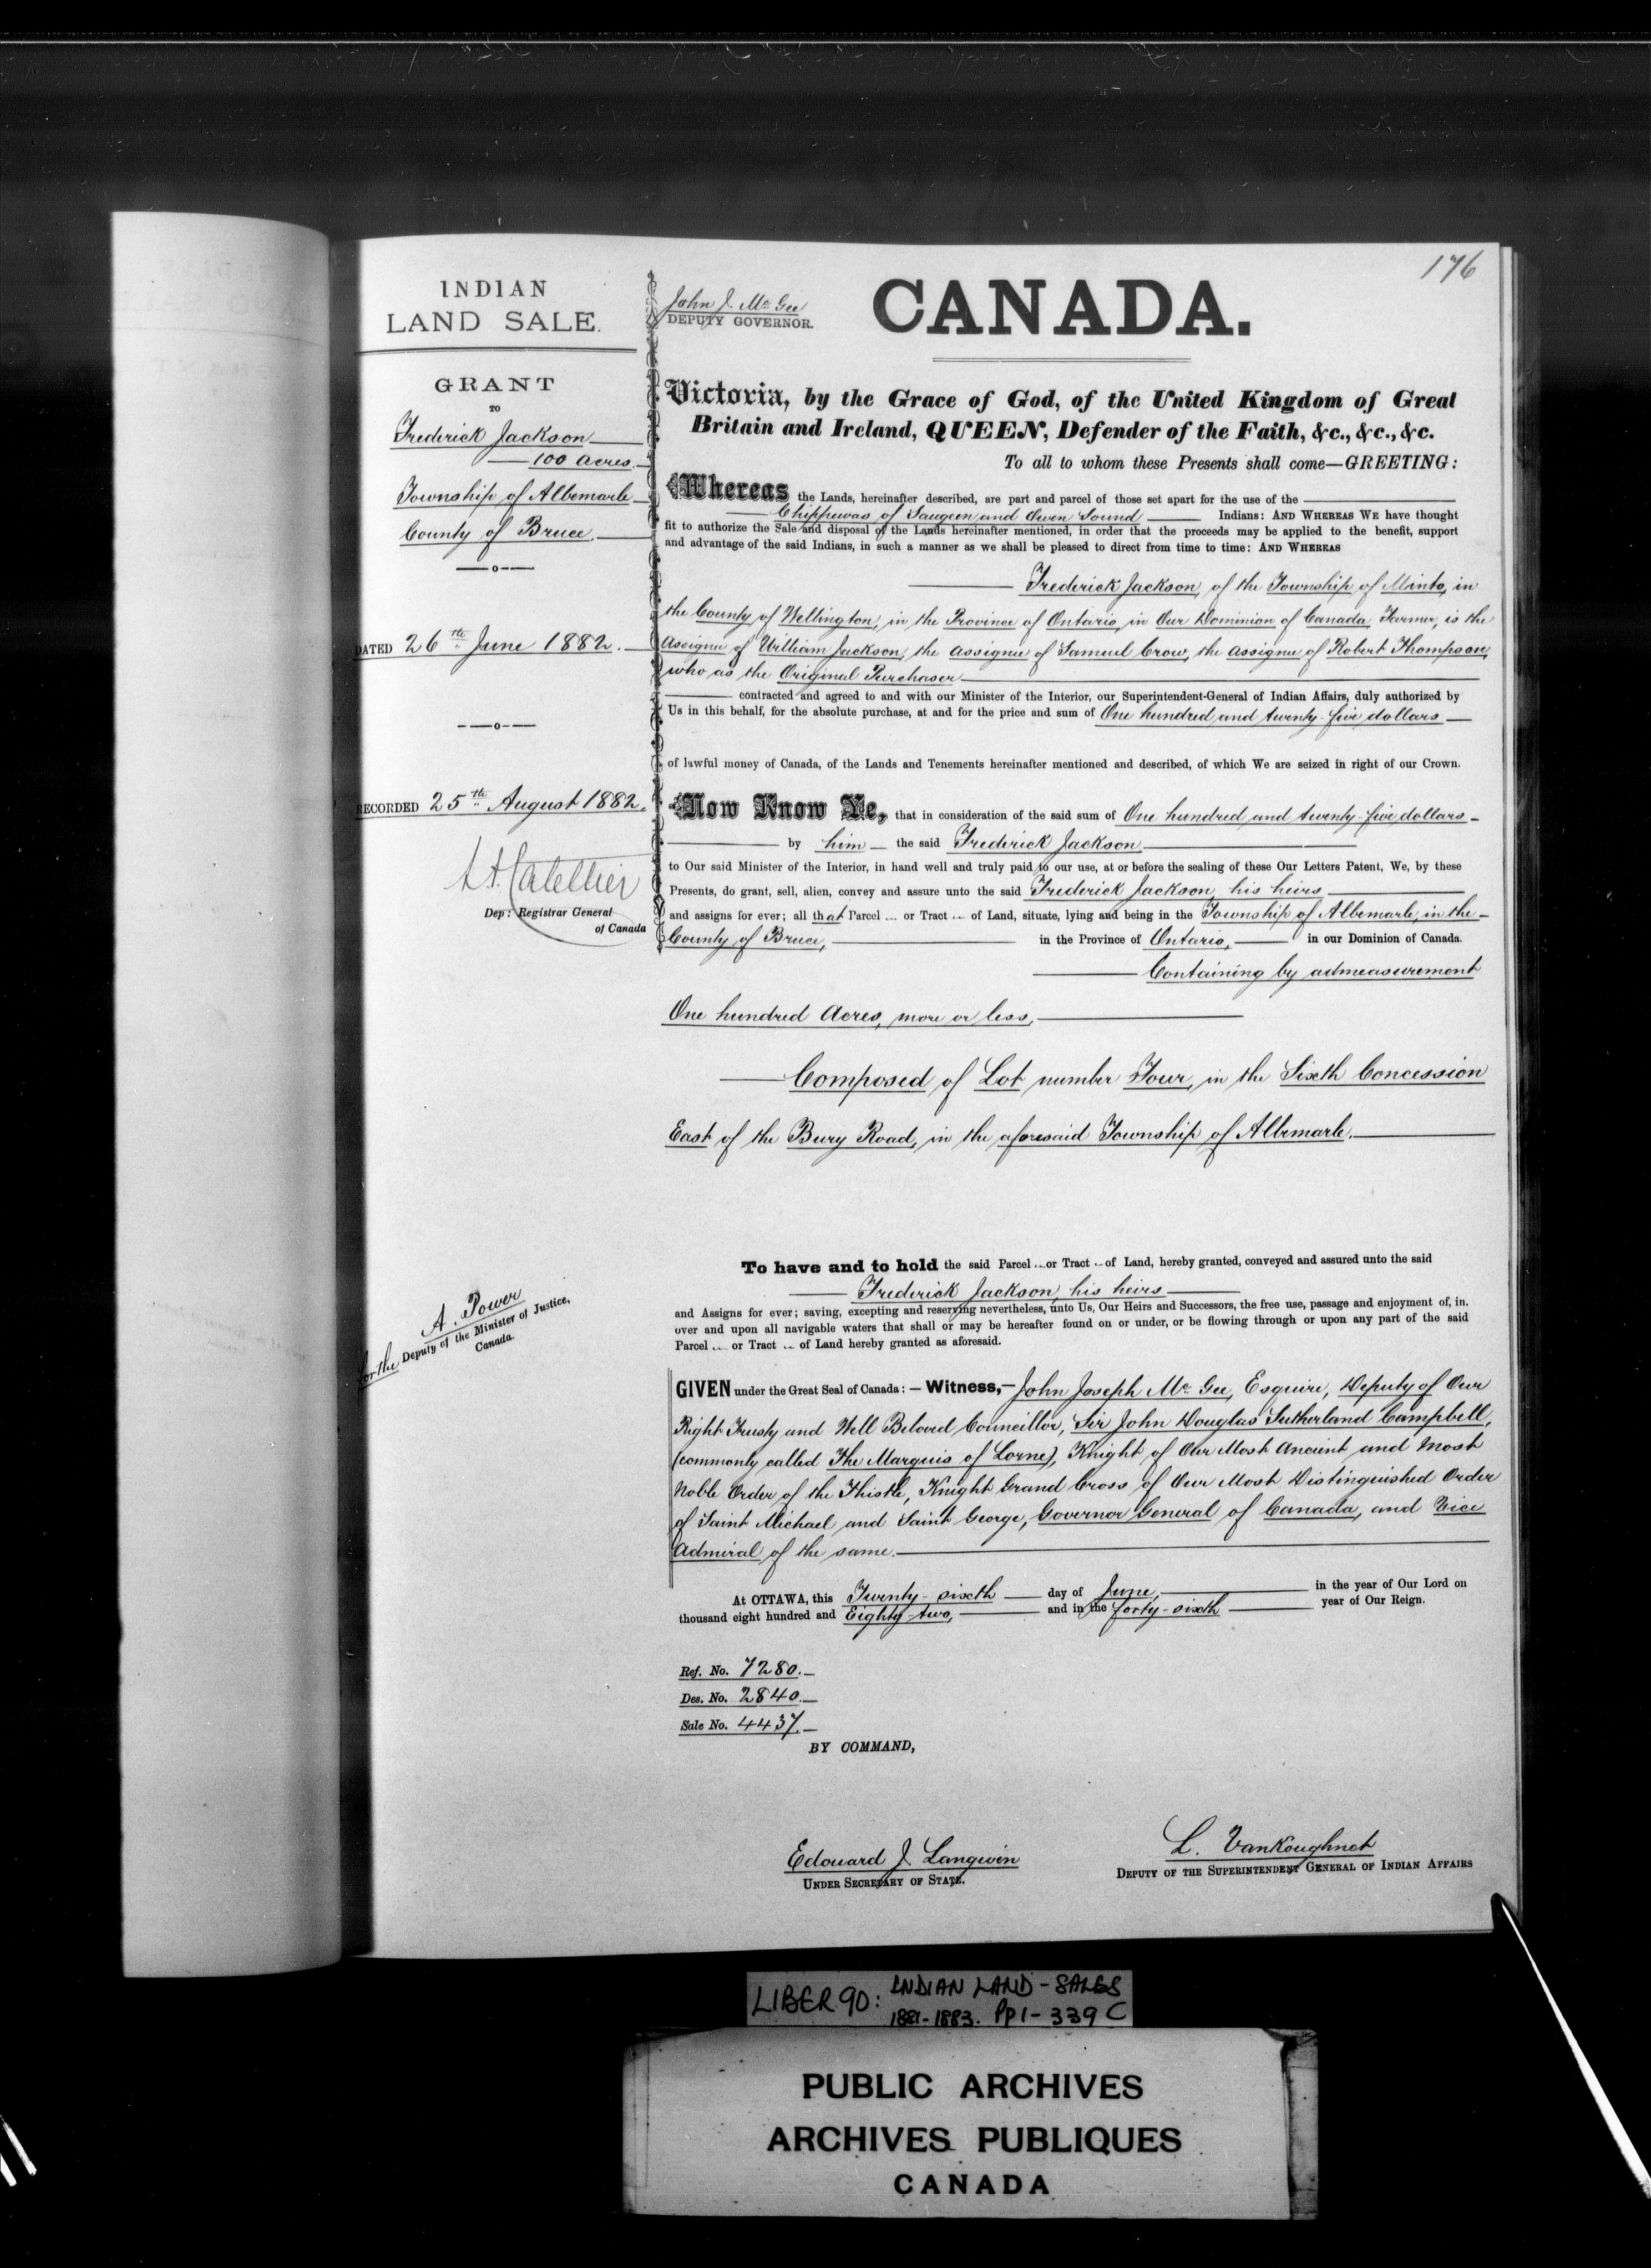 176
INDIAN
LAND SALE.
GRANT
TO
Frederick Jackson
100 Acres.
Township of Albemarle
County of Bruce.
DATED 26th June 1882.
RECORDED 25th August 1882.
Dep: Registrar General
of Canada
A. Power
for the Deputy of the Minister of Justice,
Canada.
John J. McGee
DEPUTY GOVERNOR.
CANADA.
Victoria, by the Grace of God, of the United Kingdom of Great
Britain and Ireland, QUEEN, Defender of the Faith, &c., &c., &c.
To all to whom these Presents shall come—GREETING:
Whereas the Lands, hereinafter described, are part and parcel of those set apart for the use of the
Chippewas of Saugeen and Owen Sound Indians: AND WHEREAS WE have thought
fit to authorize the Sale and disposal of the Lands hereinafter mentioned, in order that the proceeds may be applied to the benefit, support
and advantage of the said Indians, in such a manner as we shall be pleased to direct from time to time: AND WHEREAS
Frederick Jackson, of the Township of Minto, in
the County of Wellington, in the Province of Ontario, in Our Dominion of Canada, Farmer, is the
Assignee of William Jackson, the Assignee of Samuel Crow, the Assignee of Robert Thompson,
who as the Original Purchaser
contracted and agreed to and with our Minister of the Interior, our Superintendent-General of Indian Affairs, duly authorized by
Us in this behalf, for the absolute purchase, at and for the price and sum of One hundred and twenty-five dollars
of lawful money of Canada, of the Lands and Tenements hereinafter mentioned and described, of which We are seized in right of our Crown.
Now Know Ye, that in consideration of the said sum of One hundred and twenty-five dollars
by him the said Frederick Jackson,
to Our said Minister of the Interior, in hand well and truly paid to our use, at or before the sealing of these Our Letters Patent, We, by these
Presents, do grant, sell, alien, convey and assure unto the said Frederick Jackson, his heirs
and assigns for ever; all that Parcel or Tract of Land, situate, lying and being in the Township of Albemarle, in the
County of Bruce, in the Province of Ontario, in our Dominion of Canada.
Containing by admeasurement
One hundred Acres, more or less,
Composed of Lot number Four, in the Sixth Concession
East of the Bury Road, in the aforesaid Township of Albemarle.
To have and to hold the said Parcel or Tract of Land, hereby granted, conveyed and assured unto the said
Frederick Jackson, his heirs
and Assigns for ever; saving, excepting and reserving nevertheless, unto Us, Our Heirs and Successors, the free use, passage and enjoyment of, in.
over and upon all navigable waters that shall or may be hereafter found on or under, or be flowing through or upon any part of the said
Parcel or Tract of Land hereby granted as aforesaid.
GIVEN under the Great Seal of Canada: — Witness,— John Joseph McGee, Esquire, Deputy of Our
Right Trusty and Well Beloved Councillor, Sir John Douglas Sutherland Campbell,
(commonly called The Marquis of Lorne), Knight of Our Most Ancient and Most
Noble Order of the Thistle, Knight Grand Cross of Our Most Distinguished Order
of Saint Michael and Saint George, Governor General of Canada, and Vice
Admiral of the same.
At OTTAWA, this Twenty-sixth day of June, in the year of Our Lord on
thousand eight hundred and Eighty-two, and in the forty-sixth year of Our Reign.
Ref. No. 7280.
Des. No. 2840.
Sale No. 4437.
BY COMMAND,
Edouard J. Langevin
UNDER SECRETARY OF STATE.
L. Vankoughnet
DEPUTY OF THE SUPERINTENDENT GENERAL OF INDIAN AFFAIRS
LIBER 90: INDIAN LAND-SALES
1881-1883. Pp 1-339 C
PUBLIC ARCHIVES
ARCHIVES PUBLIQUES
CANADA